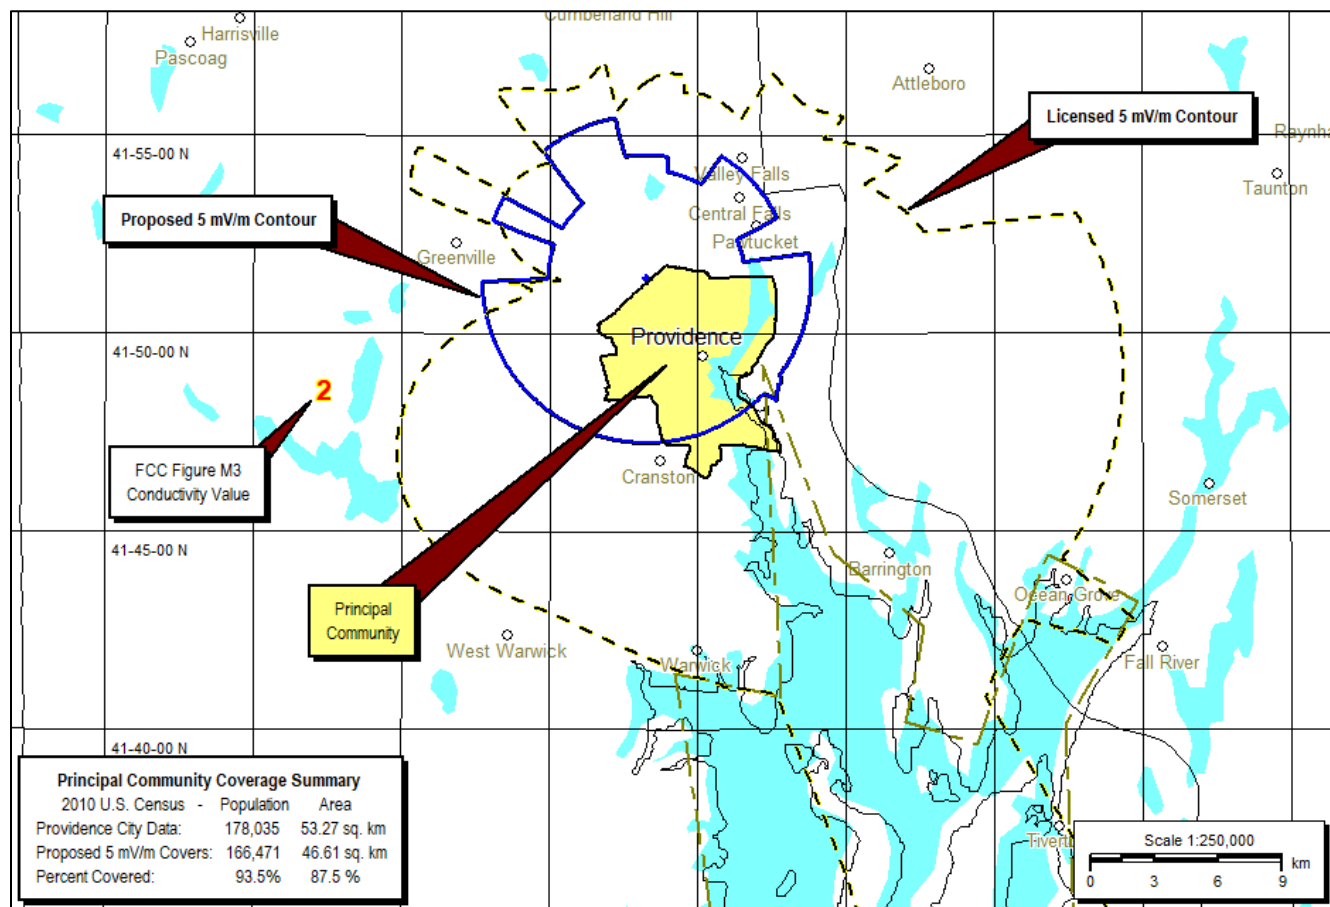 Cumberland Hill
Harrisville
Pascoag
Attleboro
Licensed 5 mV/m Contour
41-55-00 N
Valley Falls
Taunton
Central Falls
Proposed 5 mV/m Contour
Pawtucket
Greenville
Providence
41-50-00 N
2
FCC Figure M3
Conductivity Value
Cranston
Somerset
41-45-00 N
Barrington
Ocean Grove
Principal
Community
West Warwick
Warwick
Fall River
41-40-00 N
Principal Community Coverage Summary
2010 U.S. Census - Population Area
Providence City Data: 178,035 53.27 sq. km
Proposed 5 mV/m Covers: 166,471 46.61 sq. km
Percent Covered: 93.5% 87.5 %
Scale 1:250,000
km
0 3 6 9